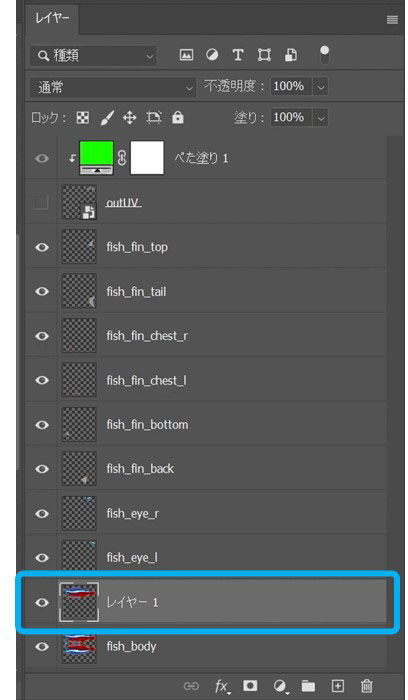 レイヤー
種類
通常 不透明度： 100%
ロック： 塗り： 100%
べた塗り 1
outUV
fish_fin_top
fish_fin_tail
fish_fin_chest_r
fish_fin_chest_l
fish_fin_bottom
fish_fin_back
fish_eye_r
fish_eye_l
レイヤー 1
fish_body
fx